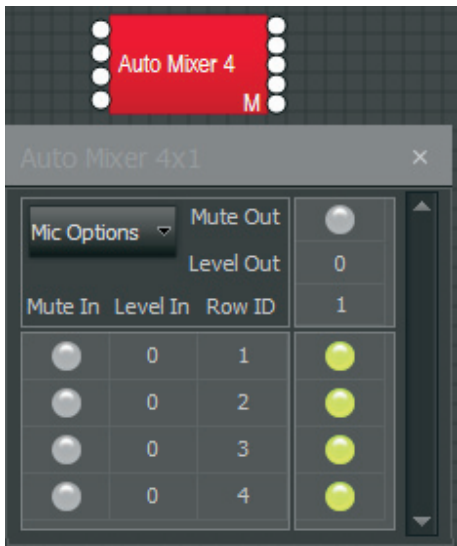 Auto Mixer 4
M
Auto Mixer 4x1 ×
Mic Options Mute Out
Level Out 0
Mute In Level In Row ID 1
0 1
0 2
0 3
0 4